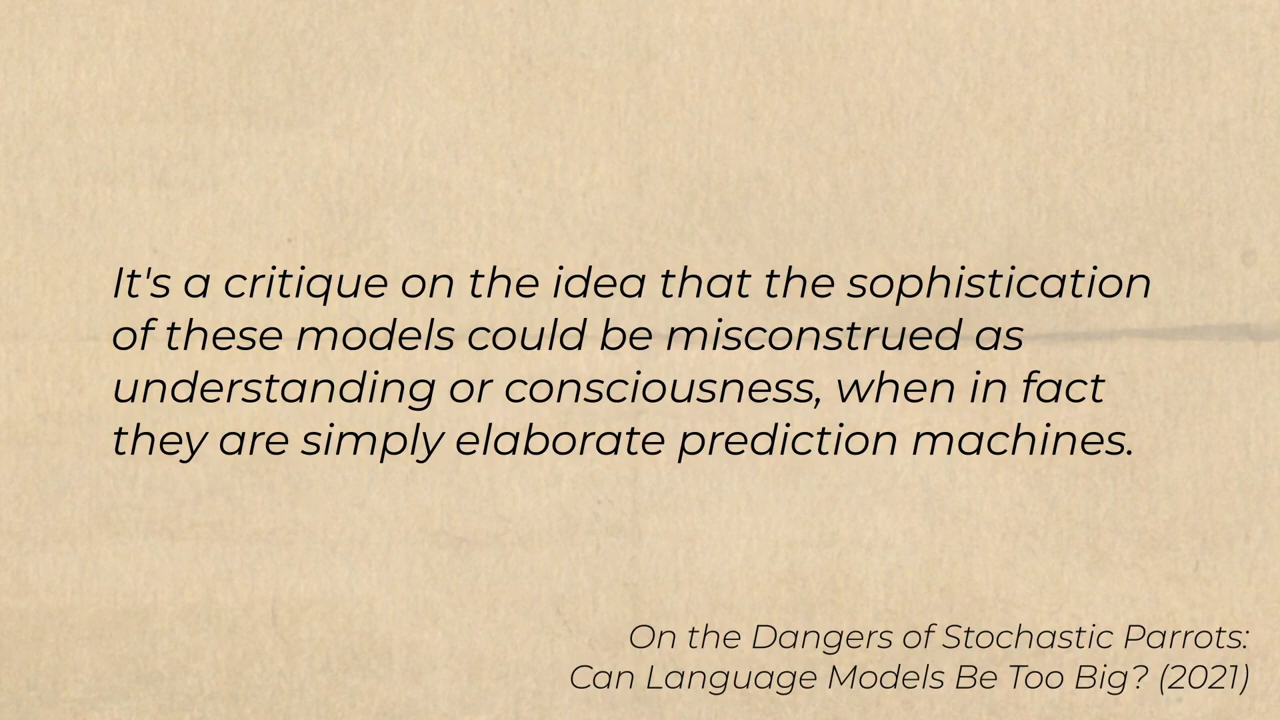 It's a critique on the idea that the sophistication
of these models could be misconstrued as
understanding or consciousness, when in fact
they are simply elaborate prediction machines.
On the Dangers of Stochastic Parrots:
Can Language Models Be Too Big? (2021)